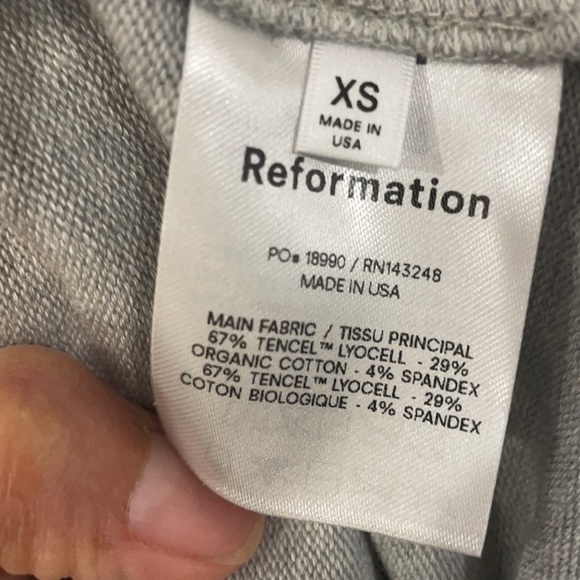 XS
MADE IN
USA
Reformation
PO# 18990 / RN143248
MADE IN USA
MAIN FABRIC / TISSU PRINCIPAL
67% TENCEL™ LYOCELL - 29%
ORGANIC COTTON - 4% SPANDEX
67% TENCEL™ LYOCELL - 29%
COTON BIOLOGIQUE - 4% SPANDEX